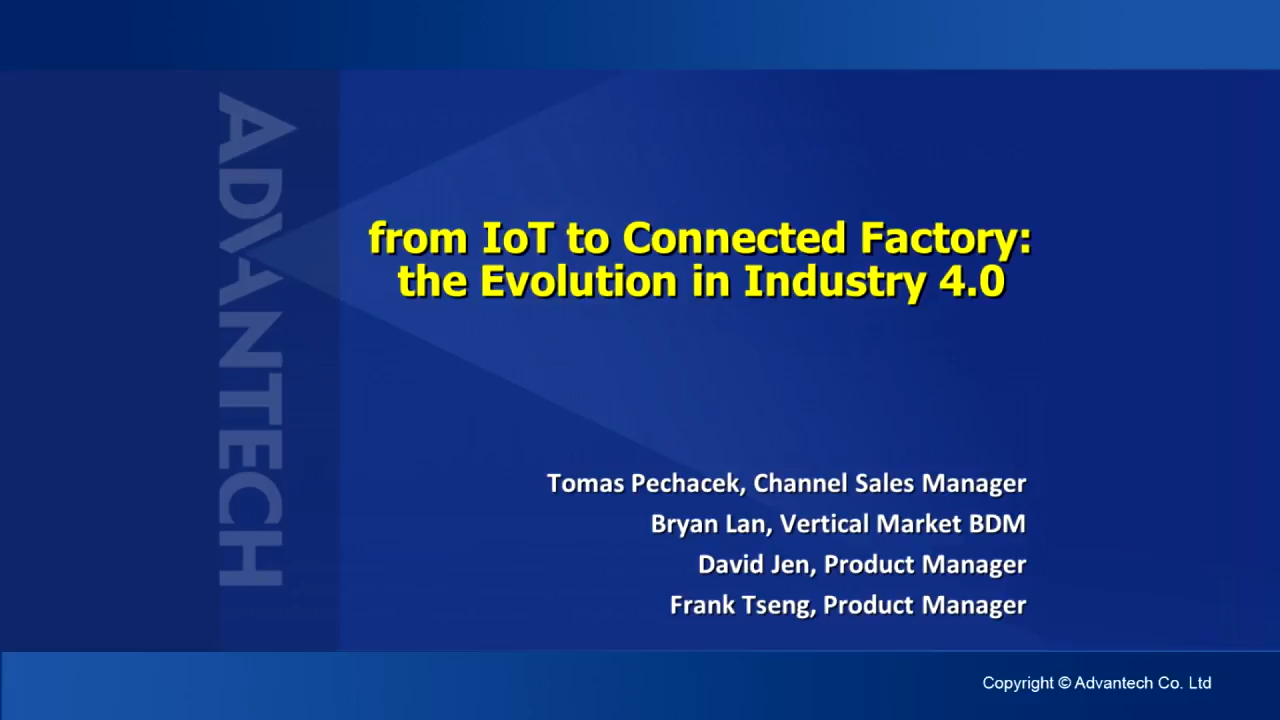 ADVANTECH
from IoT to Connected Factory:
the Evolution in Industry 4.0
Tomas Pechacek, Channel Sales Manager
Bryan Lan, Vertical Market BDM
David Jen, Product Manager
Frank Tseng, Product Manager
Copyright © Advantech Co. Ltd